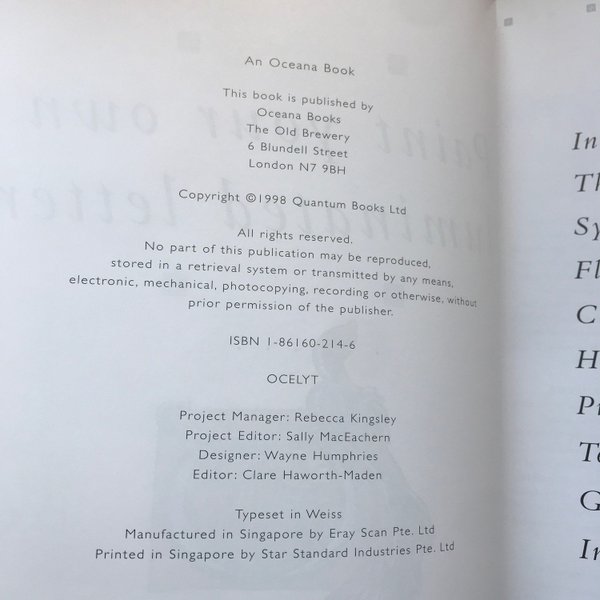 An Oceana Book
This book is published by
Oceana Books
The Old Brewery
6 Blundell Street
London N7 9BH
Copyright ©1998 Quantum Books Ltd
All rights reserved.
No part of this publication may be reproduced,
stored in a retrieval system or transmitted by any means,
electronic, mechanical, photocopying, recording or otherwise, without
prior permission of the publisher.
ISBN 1-86160-214-6
OCELYT
Project Manager: Rebecca Kingsley
Project Editor: Sally MacEachern
Designer: Wayne Humphries
Editor: Clare Haworth-Maden
Typeset in Weiss
Manufactured in Singapore by Eray Scan Pte. Ltd
Printed in Singapore by Star Standard Industries Pte. Ltd